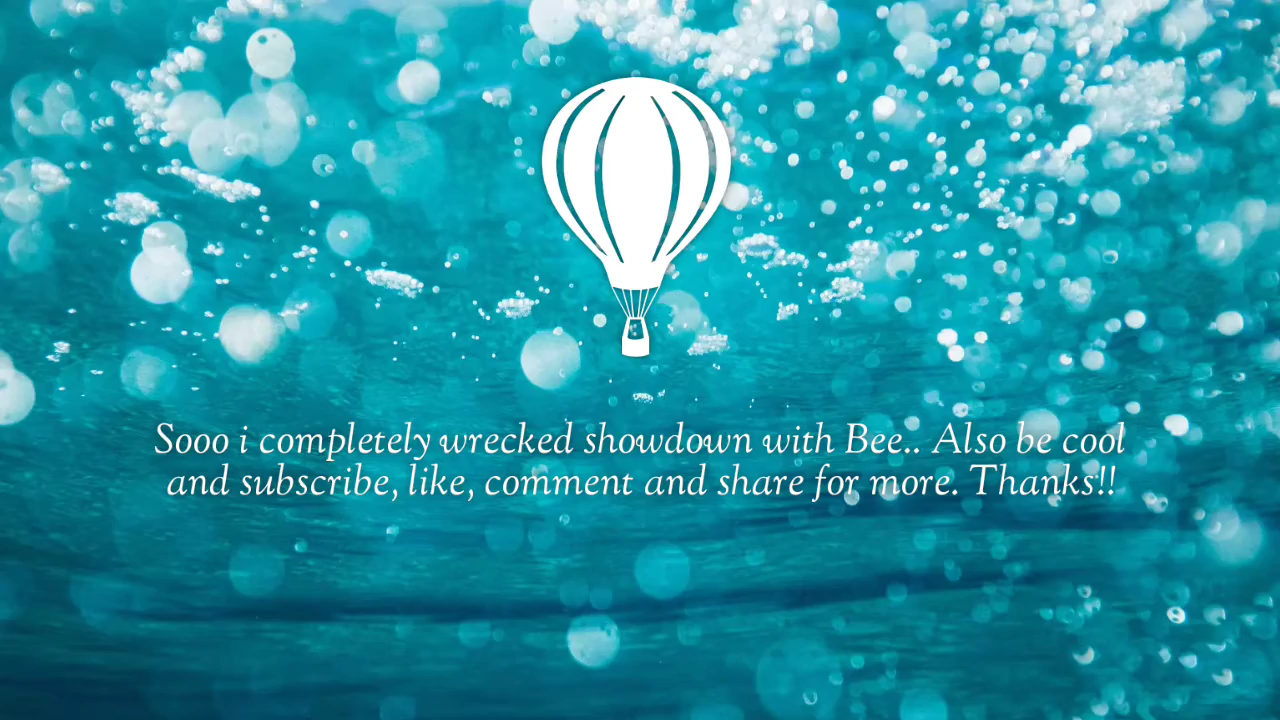 Sooo i completely wrecked showdown with Bee.. Also be cool
and subscribe, like, comment and share for more. Thanks!!